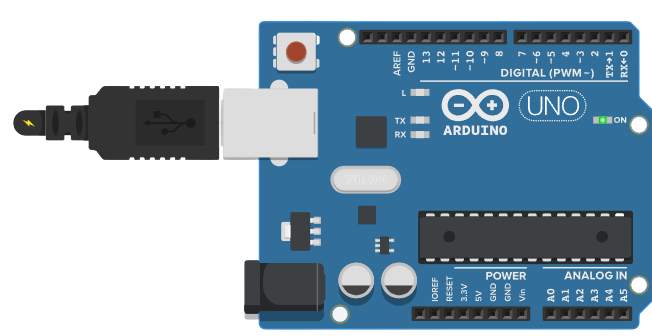 AREF
GND
13
12
~11
~10
~9
8
7
~6
~5
4
~3
2
TX→1
RX←0
DIGITAL (PWM~)
L
TX
RX
UNO
ARDUINO
ON
SPK16.000G
IOREF
RESET
3.3V
5V
GND
GND
Vin
POWER
ANALOG IN
A0
A1
A2
A3
A4
A5